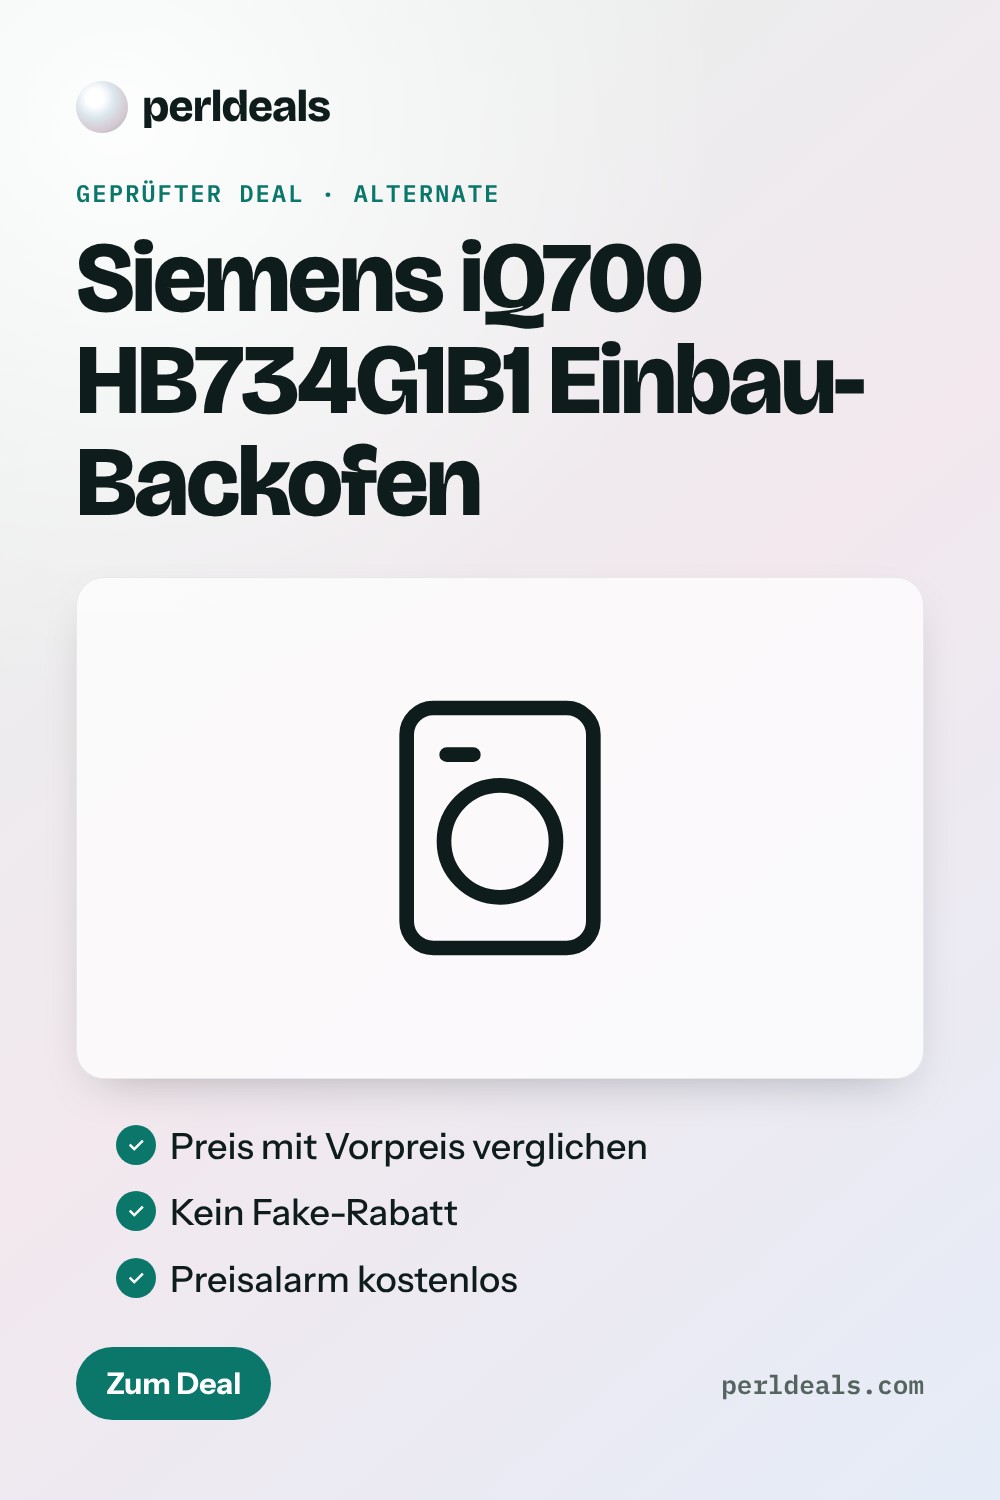 perldeals
GEPRÜFTER DEAL · ALTERNATE
Siemens iQ700
HB734G1B1 Einbau-
Backofen
Preis mit Vorpreis verglichen
Kein Fake-Rabatt
Preisalarm kostenlos
Zum Deal
perldeals.com